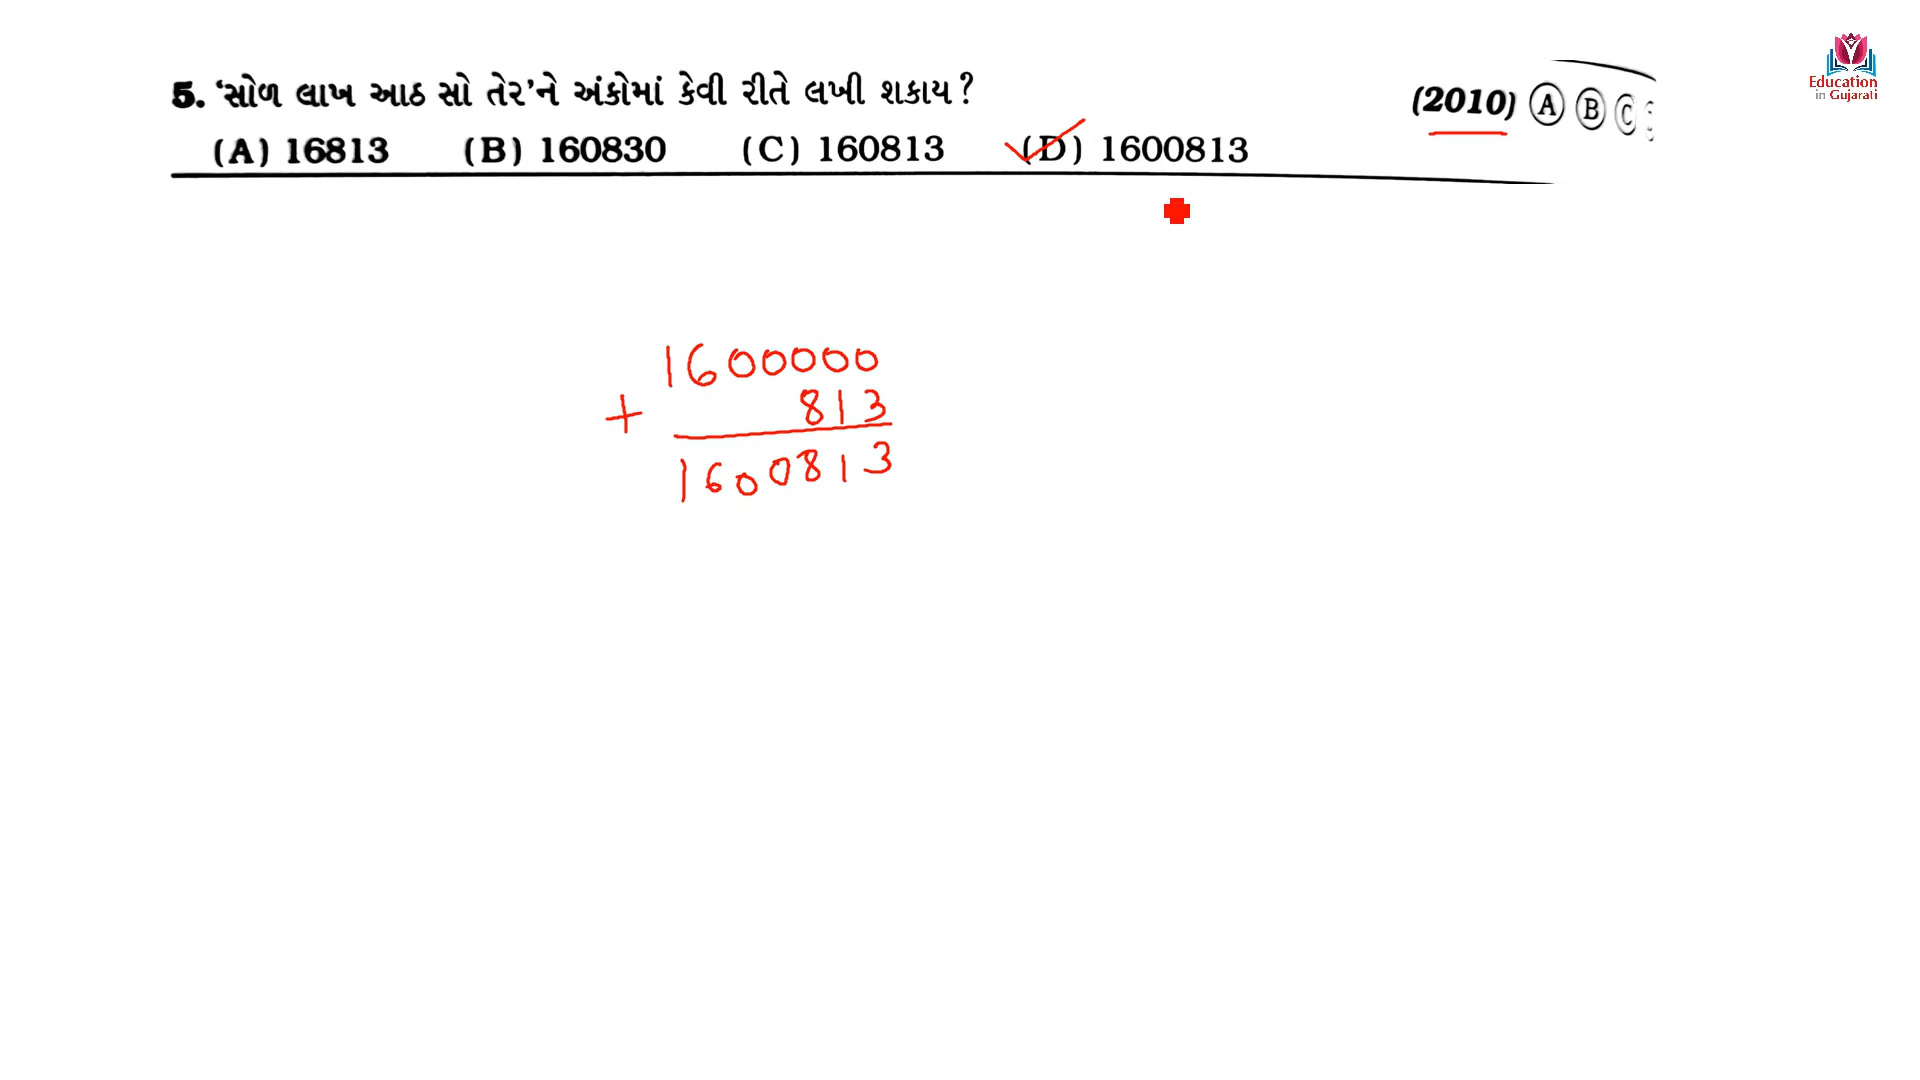 5. ‘સોળ લાખ આઠ સો તેર’ને અંકોમાં કેવી રીતે લખી શકાય? (2010) A B C
(A) 16813 (B) 160830 (C) 160813 (D) 1600813
Education
in Gujarati
1600000
+ 813
1600813